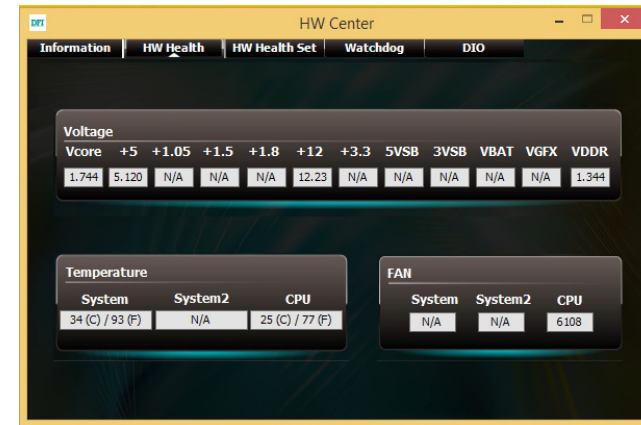 DFI HW Center
Information HW Health HW Health Set Watchdog DIO
Voltage
Vcore +5 +1.05 +1.5 +1.8 +12 +3.3 5VSB 3VSB VBAT VGFX VDDR
1.744 5.120 N/A N/A N/A 12.23 N/A N/A N/A N/A N/A 1.344
Temperature
System System2 CPU
34 (C) / 93 (F) N/A 25 (C) / 77 (F)
FAN
System System2 CPU
N/A N/A 6108